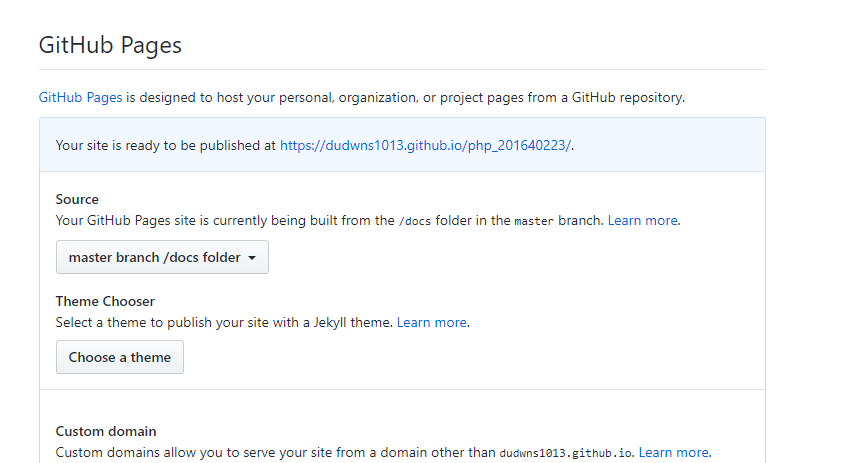 GitHub Pages
GitHub Pages is designed to host your personal, organization, or project pages from a GitHub repository.
Your site is ready to be published at https://dudwns1013.github.io/php_201640223/.
Source
Your GitHub Pages site is currently being built from the /docs folder in the master branch. Learn more.
master branch /docs folder
Theme Chooser
Select a theme to publish your site with a Jekyll theme. Learn more.
Choose a theme
Custom domain
Custom domains allow you to serve your site from a domain other than dudwns1013.github.io. Learn more.